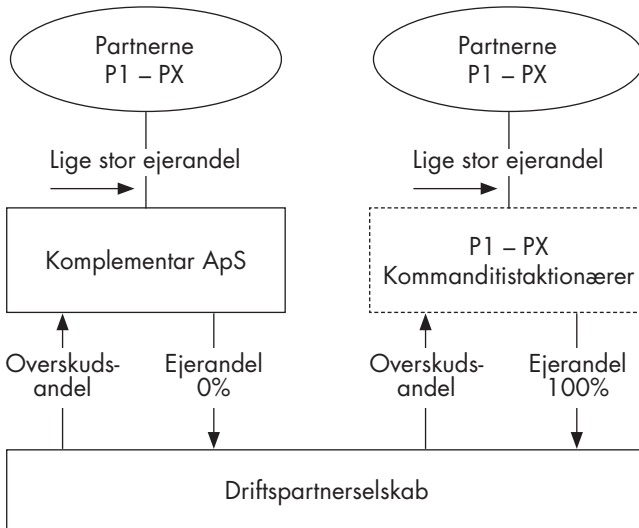 Partnerne
P1 – PX
Partnerne
P1 – PX
Lige stor ejerandel
Lige stor ejerandel
Komplementar ApS
P1 – PX
Kommanditistaktionærer
Overskuds-
andel
Ejerandel
0%
Overskuds-
andel
Ejerandel
100%
Driftspartnerselskab